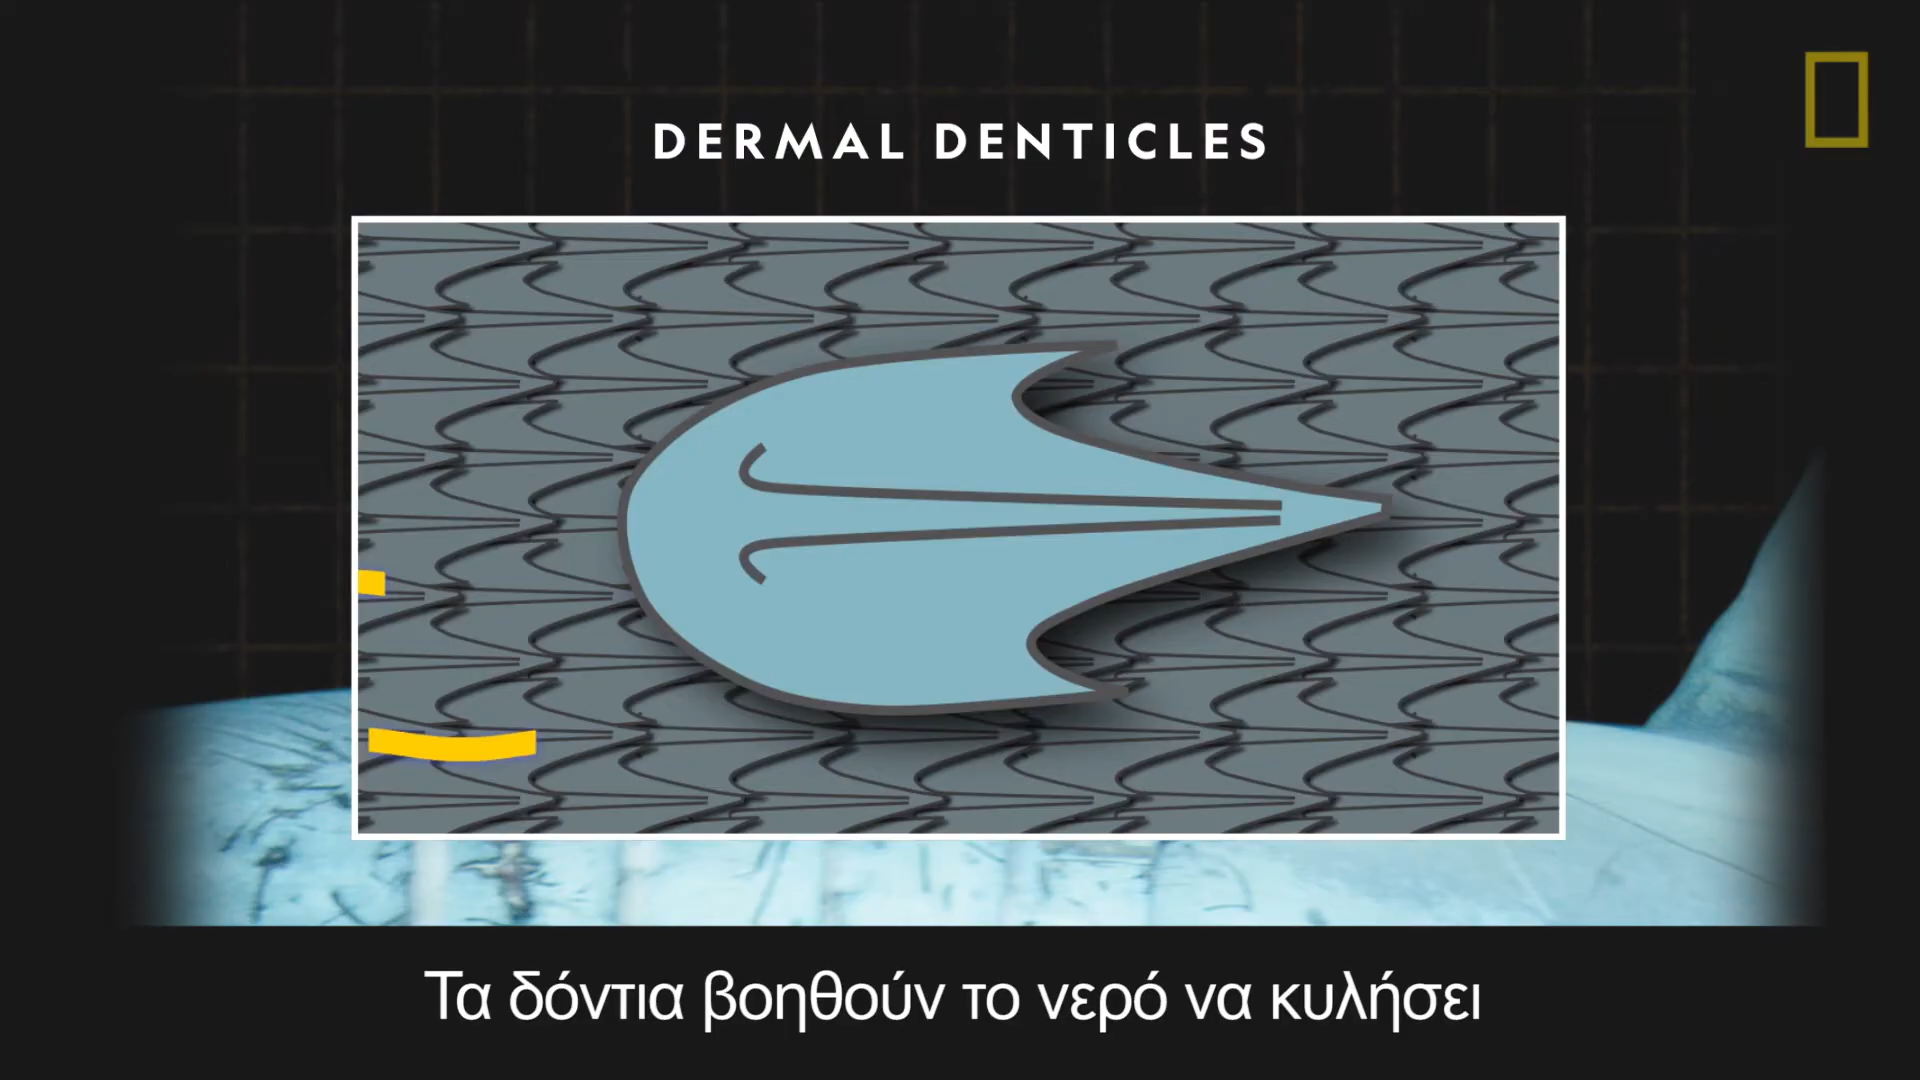 DERMAL DENTICLES
Τα δόντια βοηθούν το νερό να κυλήσει